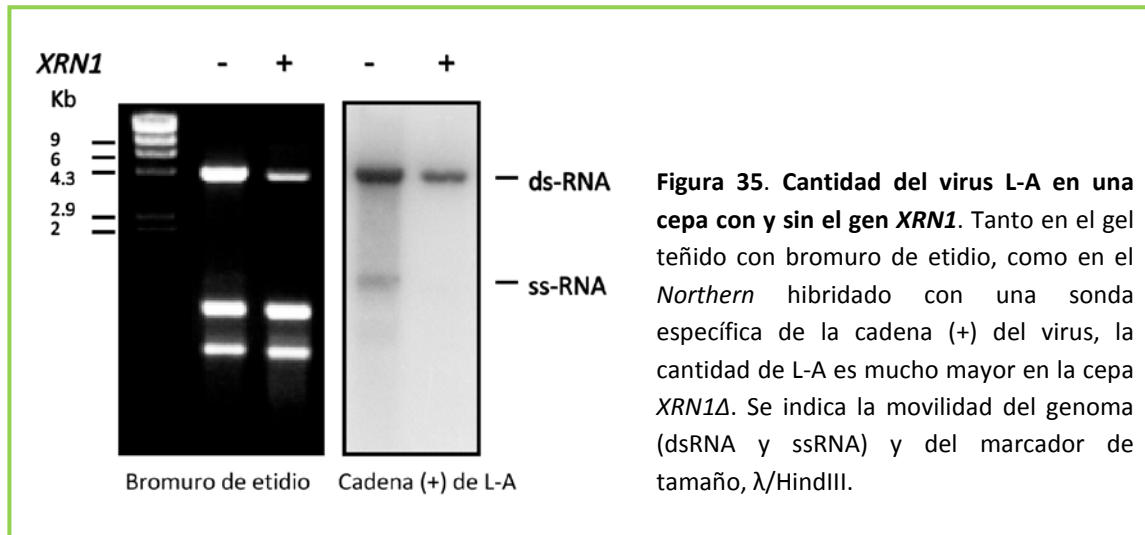 XRN1 - + - +
Kb
9
6
4.3
2.9
2
ds-RNA
ss-RNA
Bromuro de etidio Cadena (+) de L-A
Figura 35. Cantidad del virus L-A en una
cepa con y sin el gen XRN1. Tanto en el gel
teñido con bromuro de etidio, como en el
Northern hibridado con una sonda
específica de la cadena (+) del virus, la
cantidad de L-A es mucho mayor en la cepa
XRN1Δ. Se indica la movilidad del genoma
(dsRNA y ssRNA) y del marcador de
tamaño, λ/HindIII.